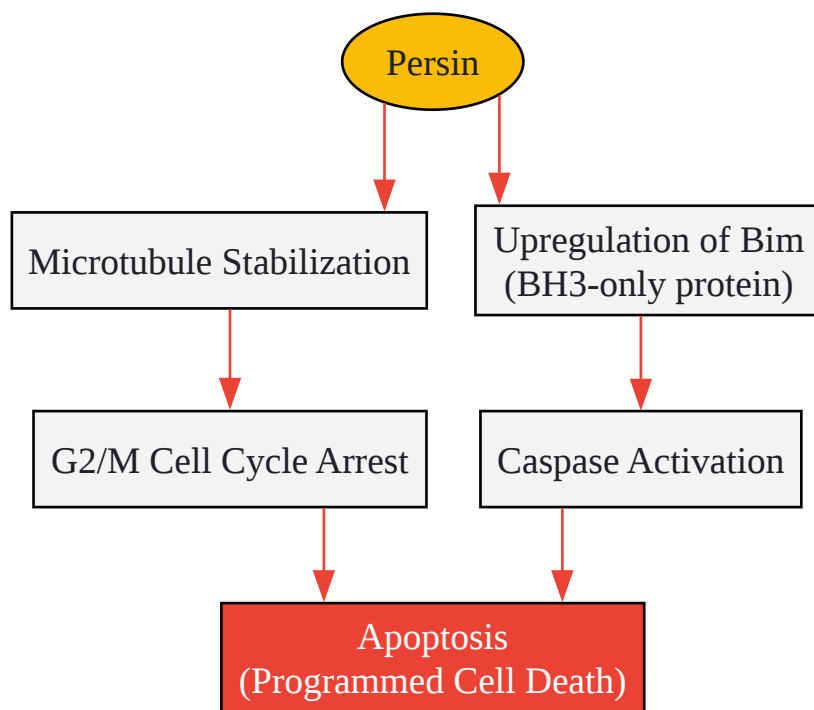 Persin
Microtubule Stabilization
Upregulation of Bim
(BH3-only protein)
G2/M Cell Cycle Arrest
Caspase Activation
Apoptosis
(Programmed Cell Death)